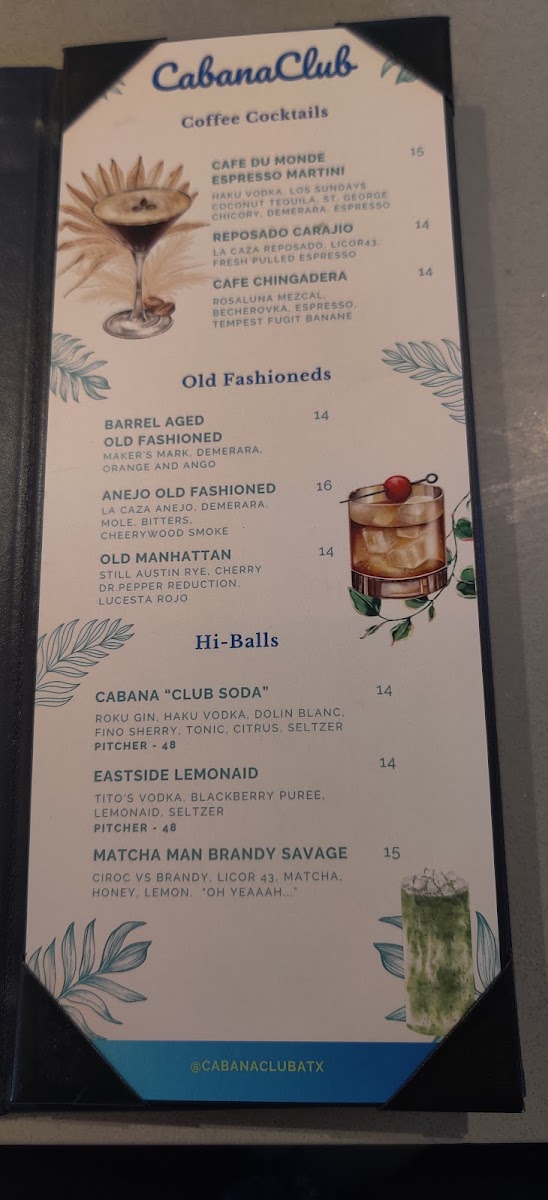 CabanaClub
Coffee Cocktails
CAFE DU MONDE 15
ESPRESSO MARTINI
HAKU VODKA, LOS SUNDAYS
COCONUT TEQUILA, ST. GEORGE
CHICORY, DEMERARA, ESPRESSO
REPOSADO CARAJIO 14
LA CAZA REPOSADO, LICOR43,
FRESH PULLED ESPRESSO
CAFE CHINGADERA 14
ROSALUNA MEZCAL,
BECHEROVKA, ESPRESSO,
TEMPEST FUGIT BANANE
Old Fashioneds
BARREL AGED 14
OLD FASHIONED
MAKER'S MARK, DEMERARA,
ORANGE AND ANGO
ANEJO OLD FASHIONED 16
LA CAZA ANEJO, DEMERARA,
MOLE, BITTERS,
CHEERYWOOD SMOKE
OLD MANHATTAN 14
STILL AUSTIN RYE, CHERRY
DR.PEPPER REDUCTION,
LUCESTA ROJO
Hi-Balls
CABANA "CLUB SODA" 14
ROKU GIN, HAKU VODKA, DOLIN BLANC,
FINO SHERRY, TONIC, CITRUS, SELTZER
PITCHER - 48
EASTSIDE LEMONAID 14
TITO'S VODKA, BLACKBERRY PUREE,
LEMONAID, SELTZER
PITCHER - 48
MATCHA MAN BRANDY SAVAGE 15
CIROC VS BRANDY, LICOR 43, MATCHA,
HONEY, LEMON. "OH YEAAAH..."
@CABANACLUBATX